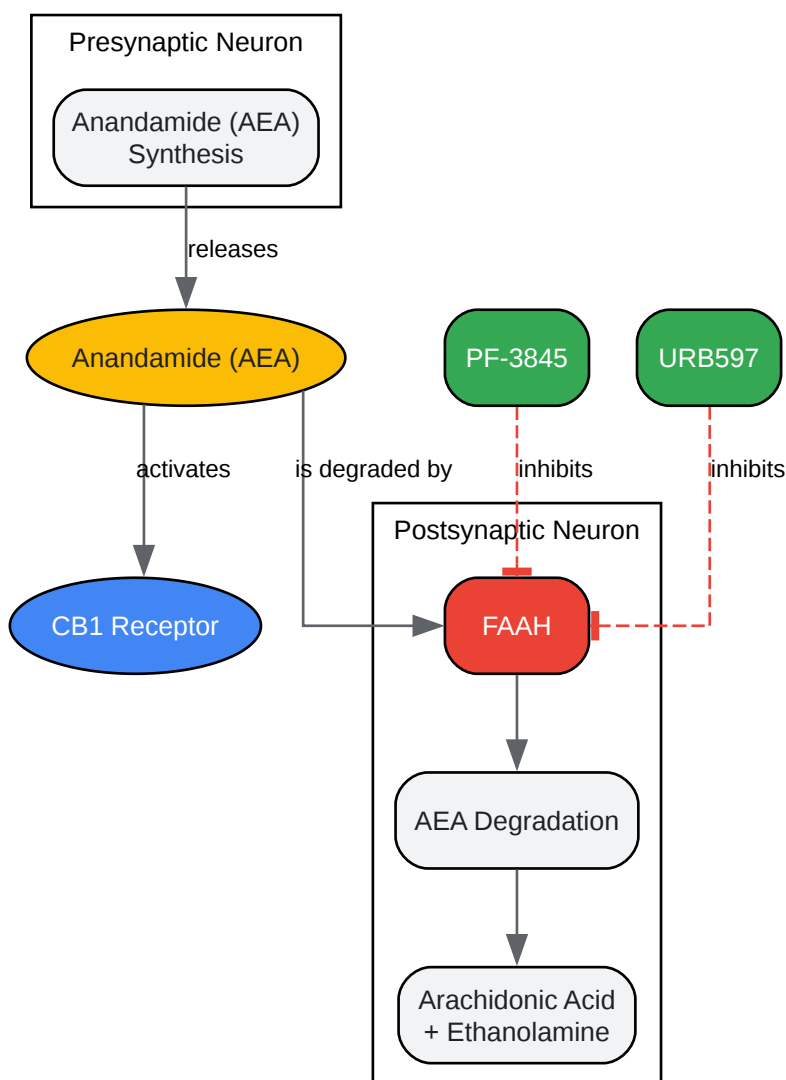 Presynaptic Neuron
Anandamide (AEA)
Synthesis
releases
Anandamide (AEA)
PF-3845
URB597
activates
is degraded by
inhibits
inhibits
Postsynaptic Neuron
CB1 Receptor
FAAH
AEA Degradation
Arachidonic Acid
+ Ethanolamine